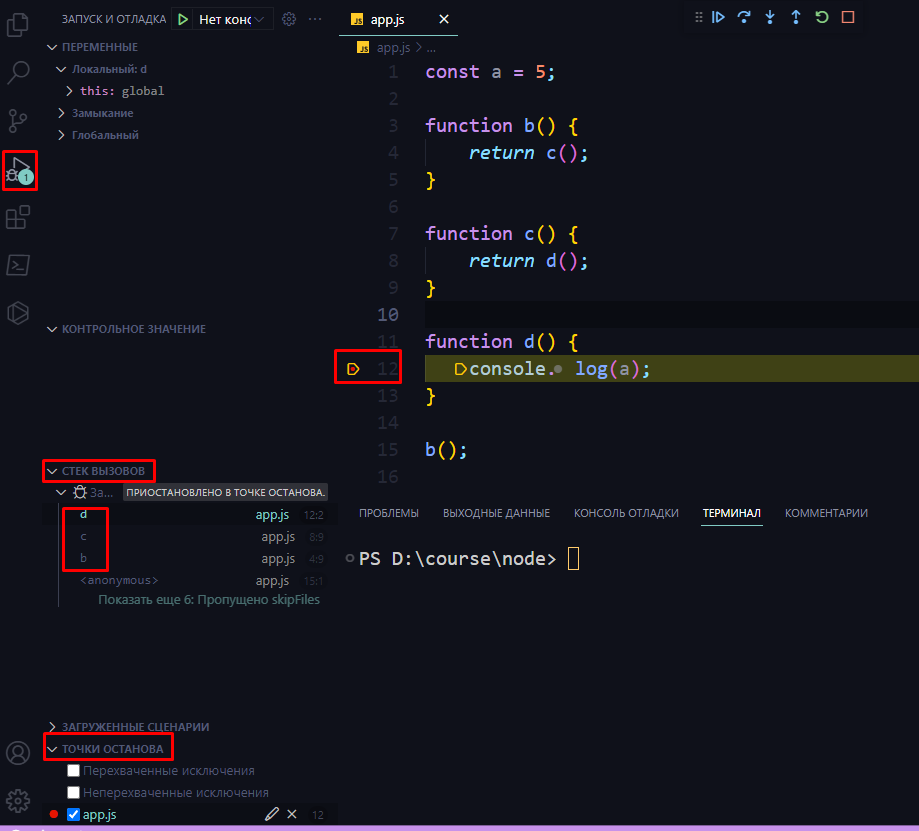 ЗАПУСК И ОТЛАДКА Нет конс
ПЕРЕМЕННЫЕ
Локальный: d
this: global
Замыкание
Глобальный
1
КОНТРОЛЬНОЕ ЗНАЧЕНИЕ
СТЕК ВЫЗОВОВ
За... ПРИОСТАНОВЛЕНО В ТОЧКЕ ОСТАНОВА.
d app.js 12:2
c app.js 8:9
b app.js 4:9
<anonymous> app.js 15:1
Показать еще 6: Пропущено skipFiles
ЗАГРУЖЕННЫЕ СЦЕНАРИИ
ТОЧКИ ОСТАНОВА
Перехваченные исключения
Неперехваченные исключения
app.js 12
JS app.js
JS app.js > ...
1 const a = 5;
2
3 function b() {
4 return c();
5 }
6
7 function c() {
8 return d();
9 }
10
11 function d() {
12 console. log(a);
13 }
14
15 b();
16
ПРОБЛЕМЫ ВЫХОДНЫЕ ДАННЫЕ КОНСОЛЬ ОТЛАДКИ ТЕРМИНАЛ КОММЕНТАРИИ
PS D:\course\node>